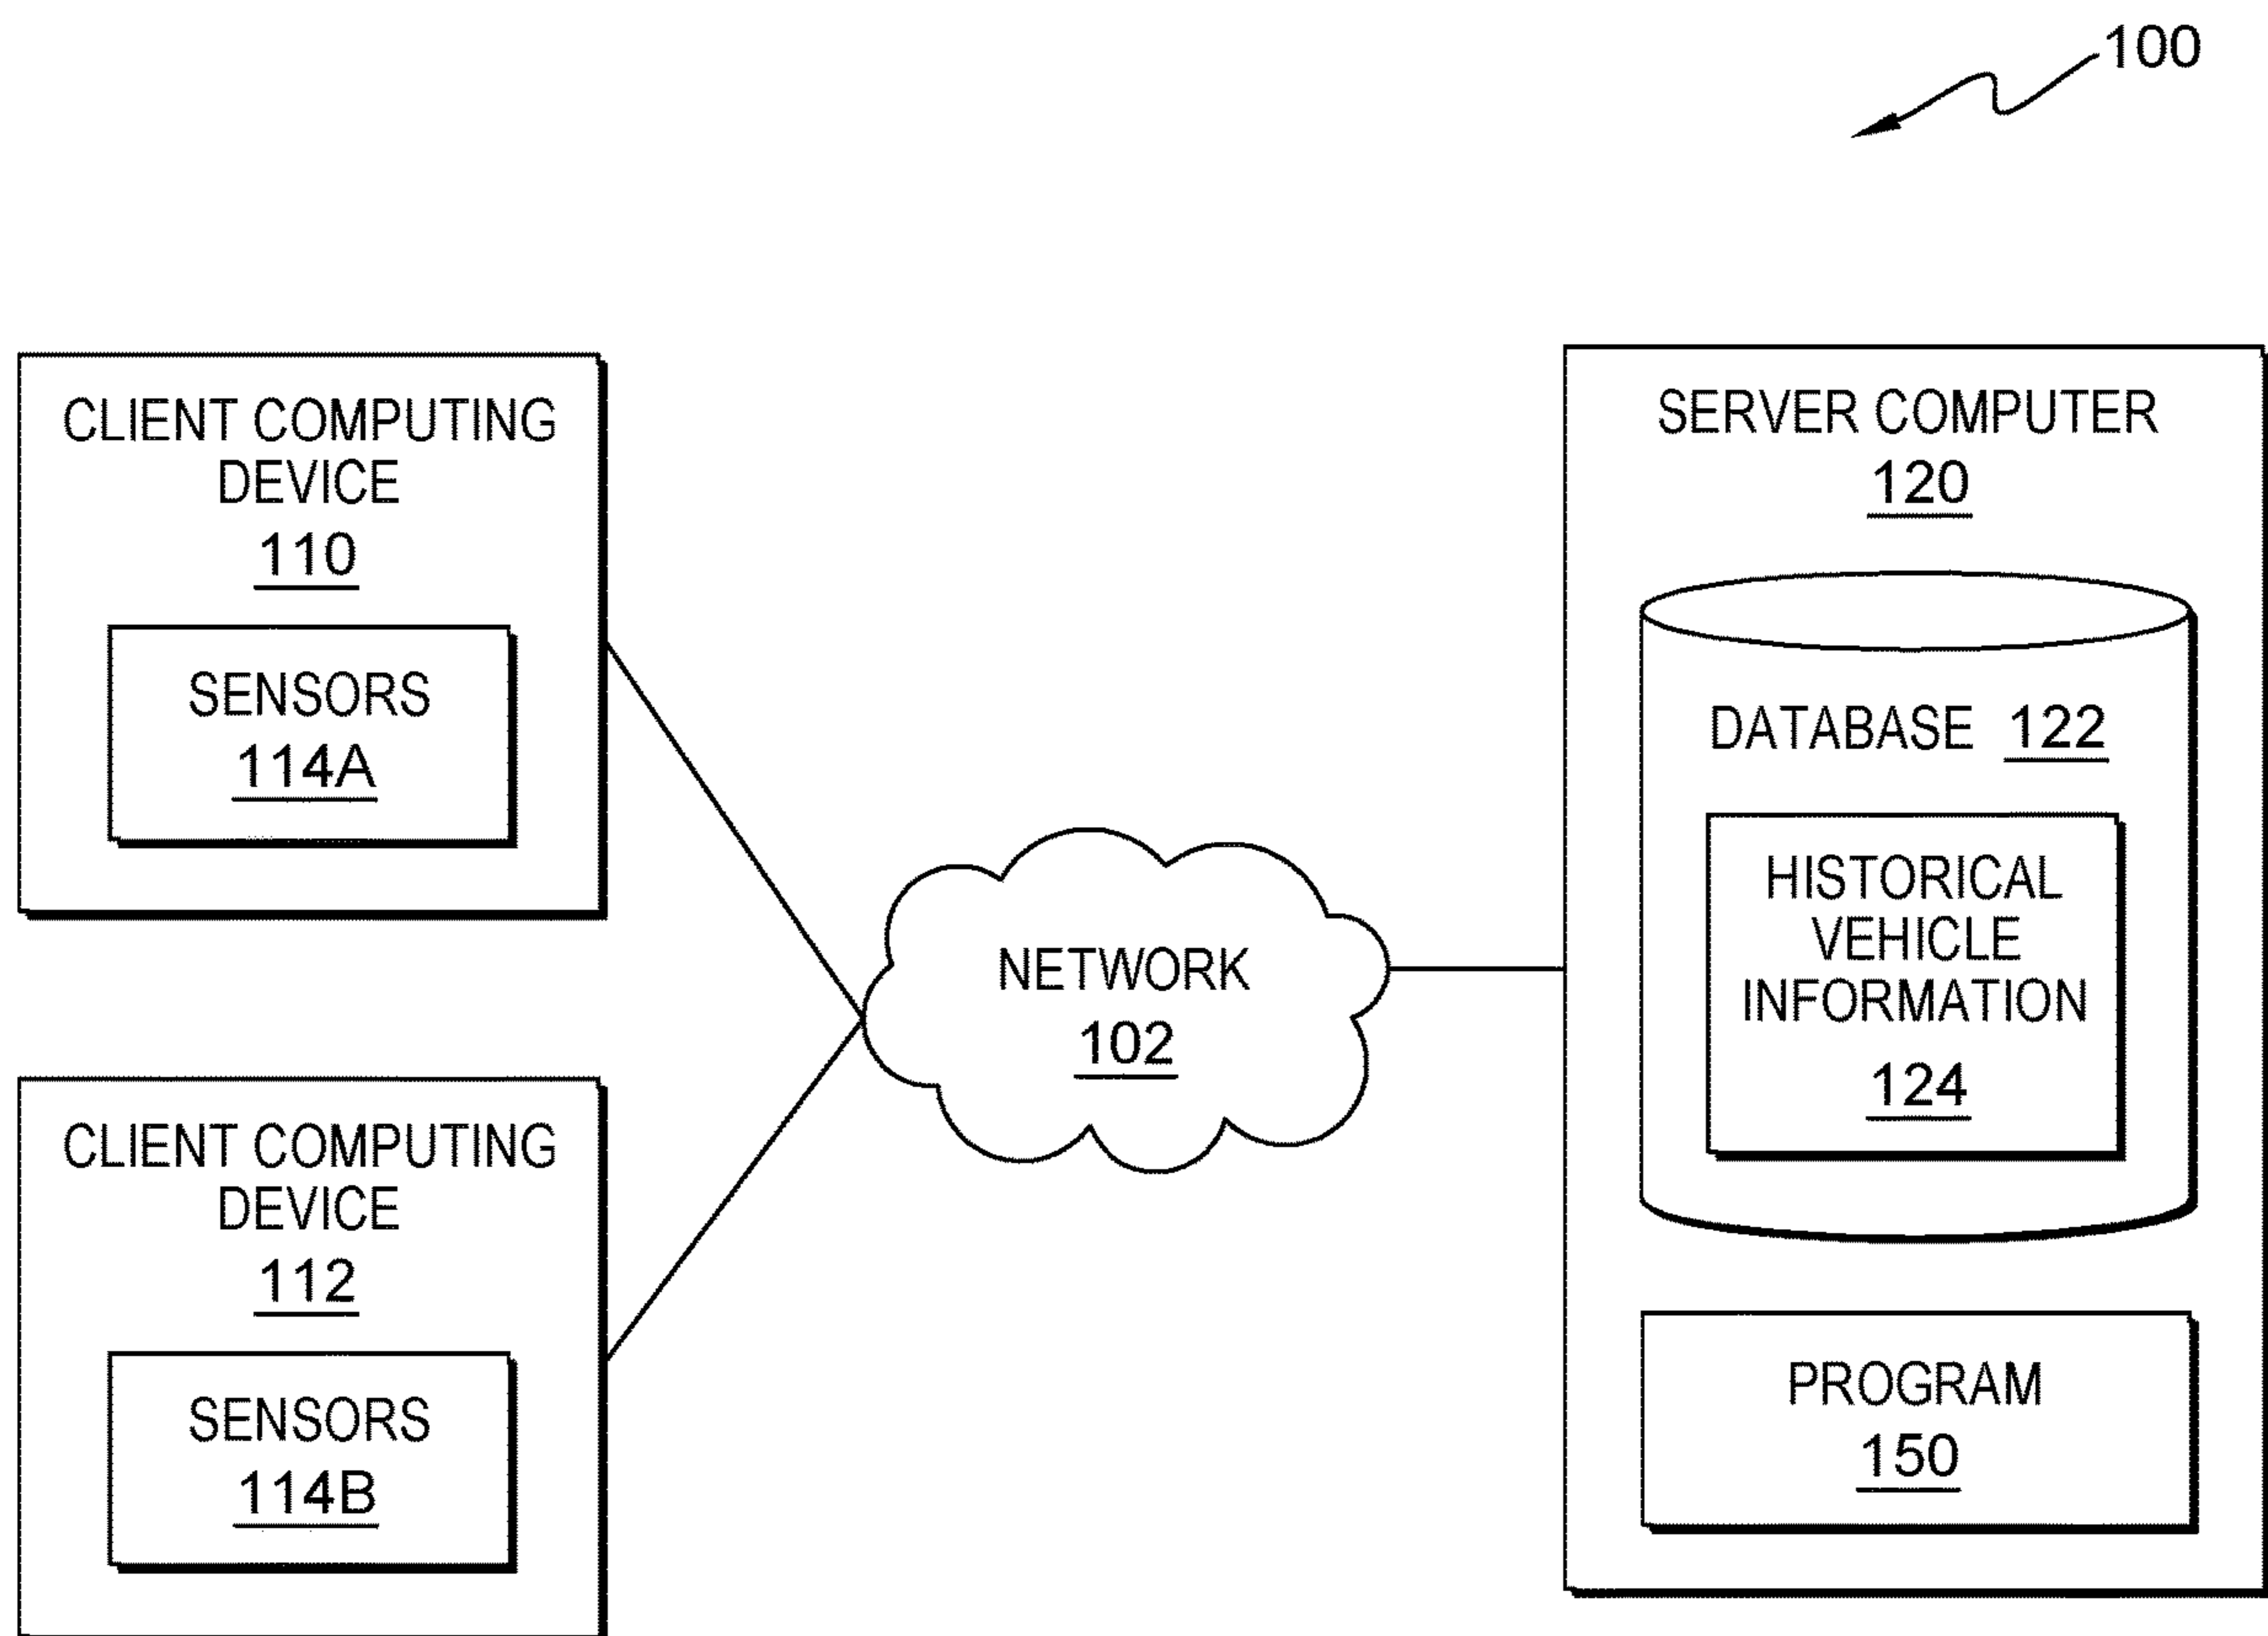 100
CLIENT COMPUTING
DEVICE
110
SENSORS
114A
CLIENT COMPUTING
DEVICE
112
SENSORS
114B
NETWORK
102
SERVER COMPUTER
120
DATABASE 122
HISTORICAL
VEHICLE
INFORMATION
124
PROGRAM
150